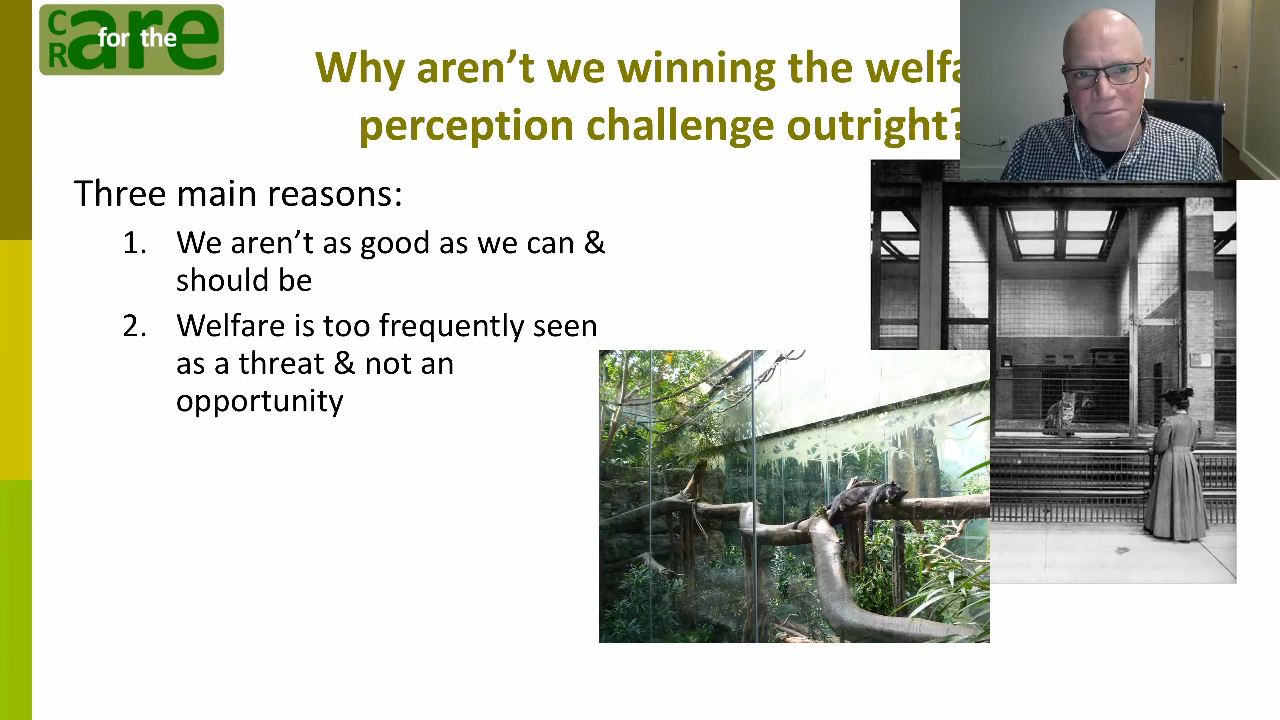 C are
R for the
Why aren't we winning the
perception challenge outright?
Three main reasons:
1. We aren't as good as we can &
should be
2. Welfare is too frequently seen
as a threat & not an
opportunity